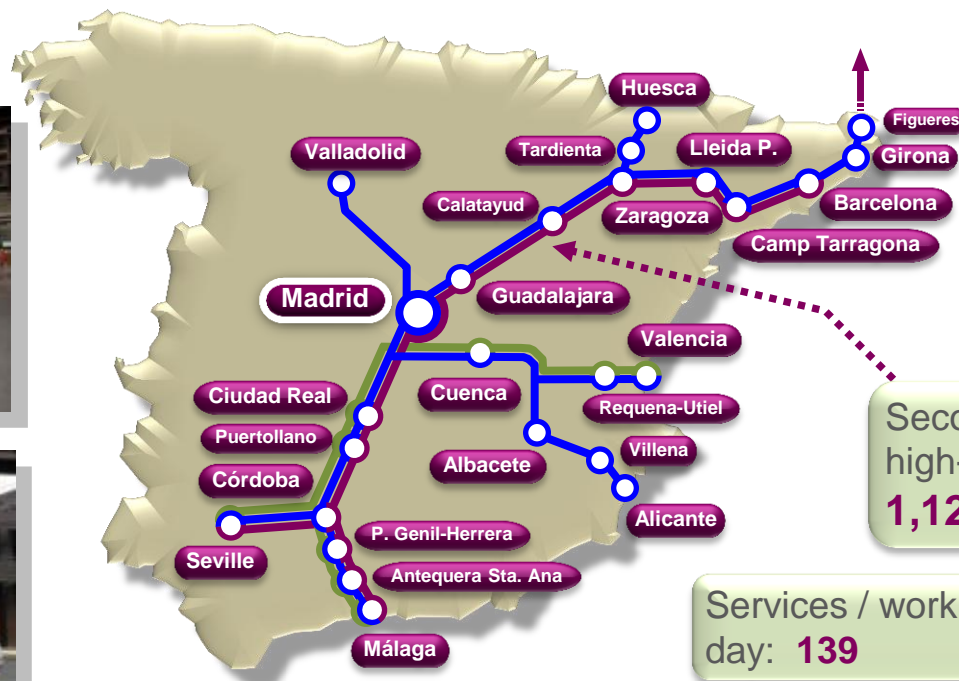 Huesca
Figueres
Valladolid
Tardienta
Lleida P.
Girona
Calatayud
Zaragoza
Barcelona
Camp Tarragona
Madrid
Guadalajara
Valencia
Ciudad Real
Cuenca
Requena-Utiel
Puertollano
Villena
Córdoba
Albacete
Alicante
P. Genil-Herrera
Seville
Antequera Sta. Ana
Málaga
high-
1,12
Services / work
day: 139